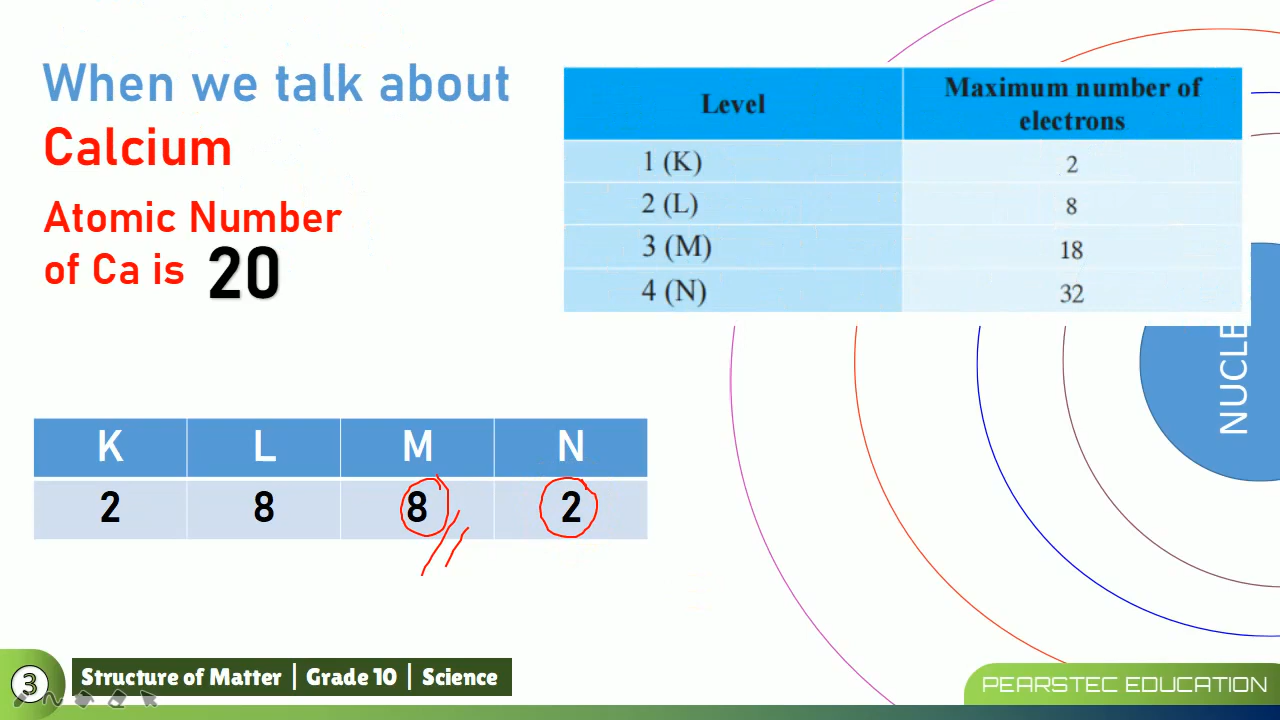 When we talk about
Calcium
Atomic Number
of Ca is 20
Level Maximum number of
electrons
1 (K) 2
2 (L) 8
3 (M) 18
4 (N) 32
NUCLE
K L M N
2 8 8 2
3 Structure of Matter | Grade 10 | Science
PEARSTEC EDUCATION